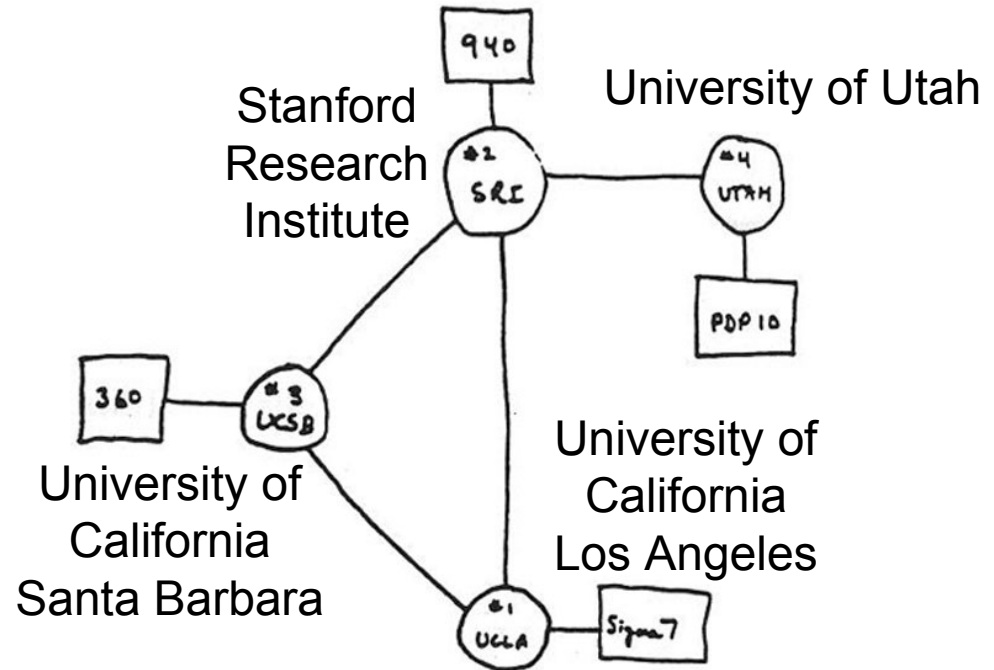 940
University of Utah
Stanford
Research
Institute
#2
SRI
#4
UTAH
PDP 10
360
#3
UCSB
University of
California
Santa Barbara
University of
California
Los Angeles
#1
UCLA
Sigma 7